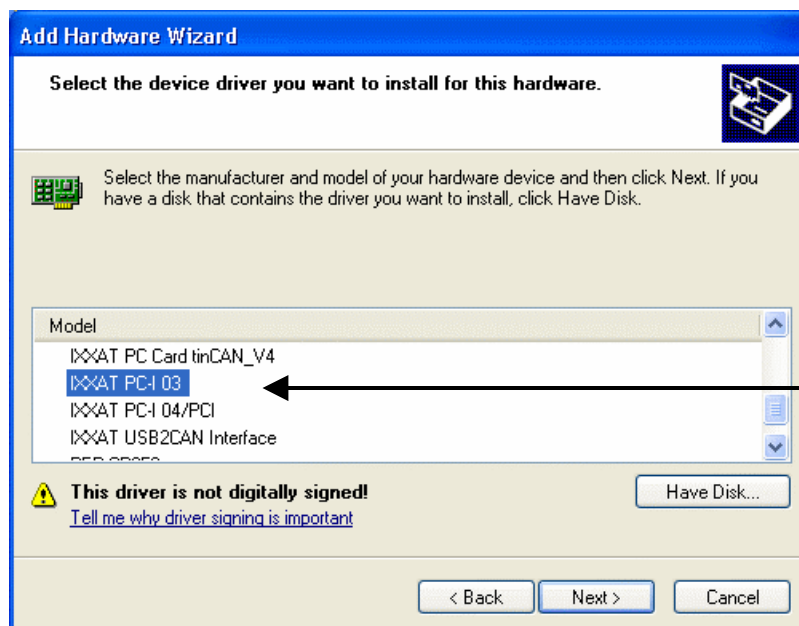 Add Hardware Wizard
Select the device driver you want to install for this hardware.
Select the manufacturer and model of your hardware device and then click Next. If you
have a disk that contains the driver you want to install, click Have Disk.
Model
IXXAT PC Card tinCAN_V4
IXXAT PC-I 03
IXXAT PC-I 04/PCI
IXXAT USB2CAN Interface
This driver is not digitally signed!
Have Disk...
Tell me why driver signing is important
< Back
Next >
Cancel